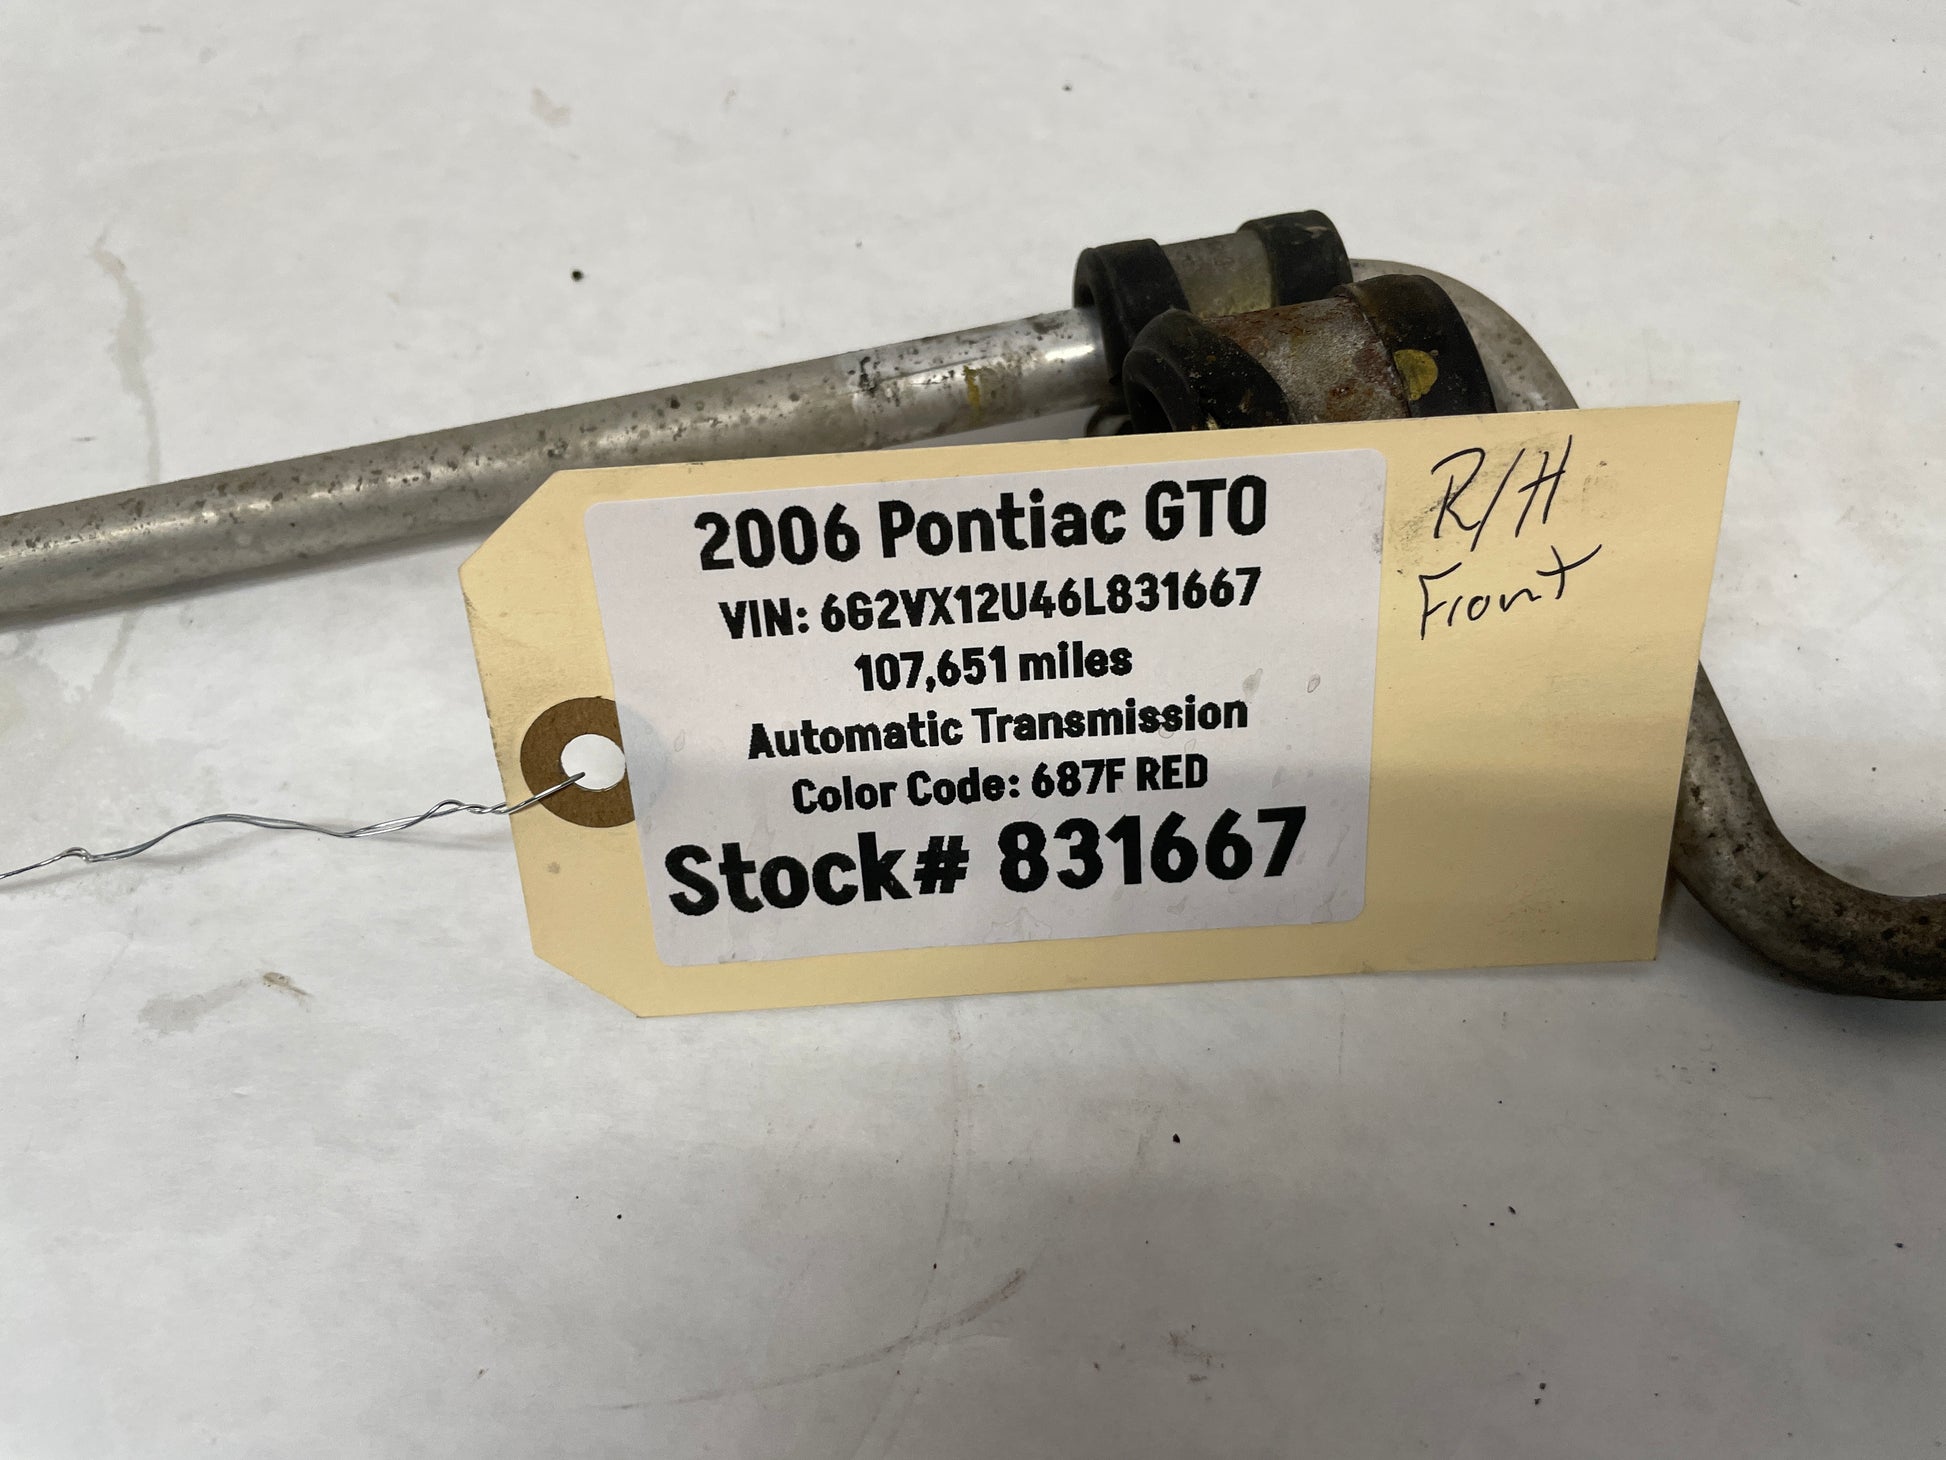 2006 Pontiac GTO
VIN: 6G2VX12U46L831667
107,651 miles
Automatic Transmission
Color Code: 687F RED
Stock# 831667
R/H
Front